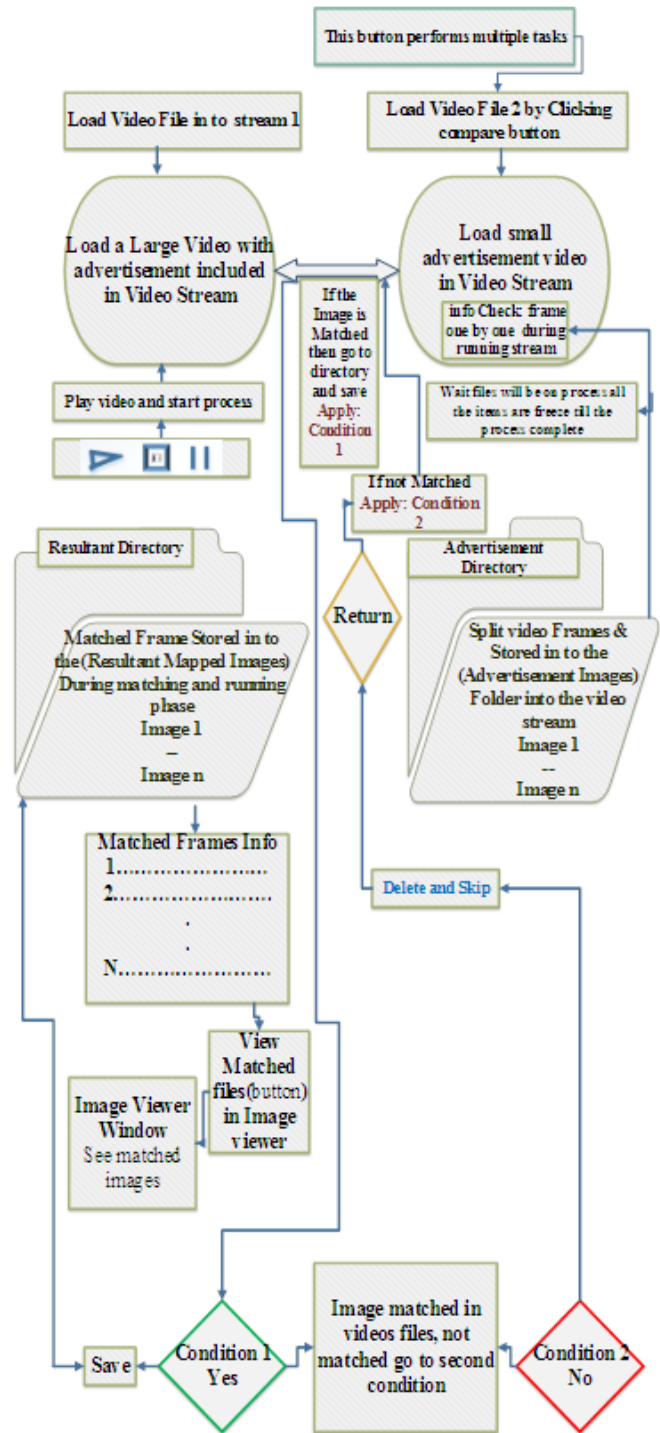 This button performs multiple tasks
Load Video File in to stream 1
Load Video File 2 by Clicking
compare button
Load a Large Video with
advertisement included
in Video Stream
Load small
advertisement video
in Video Stream
info Check: frame
one by one during
running stream
If the
Image is
Matched
then go to
directory
and save
Apply:
Condition
1
Play video and start process
Wait files will be on process all
the items are freeze till the
process complete
If not Matched
Apply: Condition
2
Resultant Directory
Advertisement
Directory
Return
Matched Frame Stored in to
the (Resultant Mapped Images)
During matching and running
phase
Image 1
–
Image n
Split video Frames &
Stored in to the
(Advertisement Images)
Folder into the video
stream
Image 1
--
Image n
Matched Frames Info
1……………………
2…………………….
.
.
N……………………
Delete and Skip
View
Matched
files(button)
in Image
viewer
Image Viewer
Window
See matched
images
Save
Condition 1
Yes
Image matched in
videos files, not
matched go to second
condition
Condition 2
No